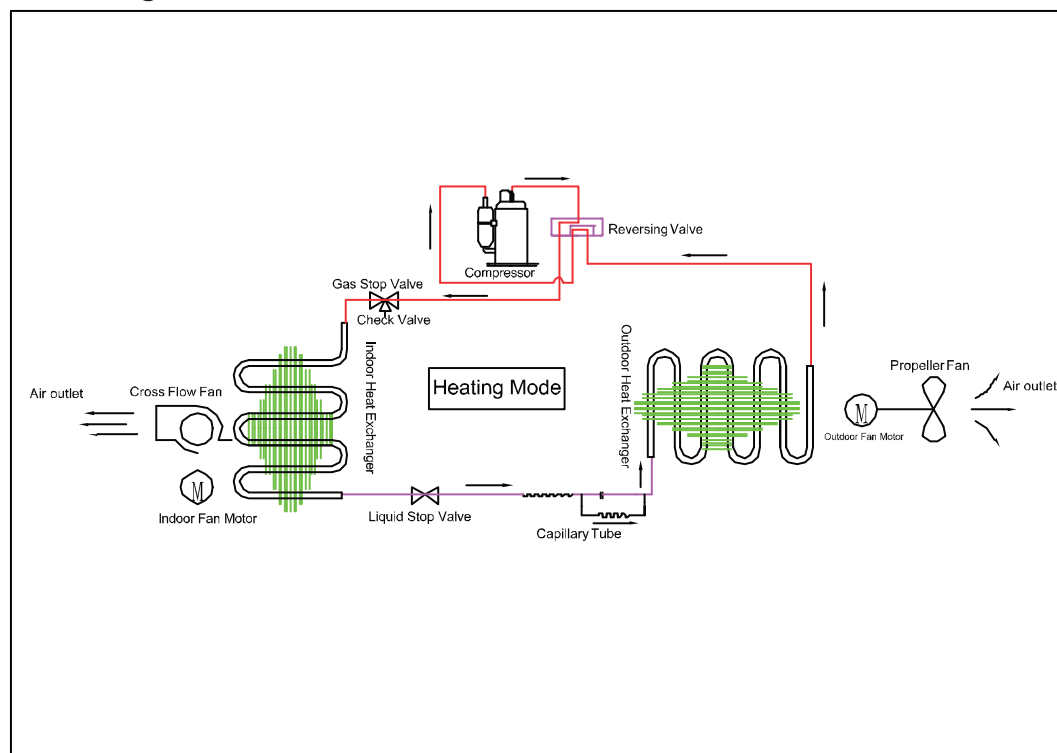 Reversing Valve
Compressor
Gas Stop Valve
Check Valve
Indoor Heat Exchanger
Heating Mode
Outdoor Heat Exchanger
Propeller Fan
Air outlet
Cross Flow Fan
Air outlet
M
Outdoor Fan Motor
M
Indoor Fan Motor
Liquid Stop Valve
Capillary Tube